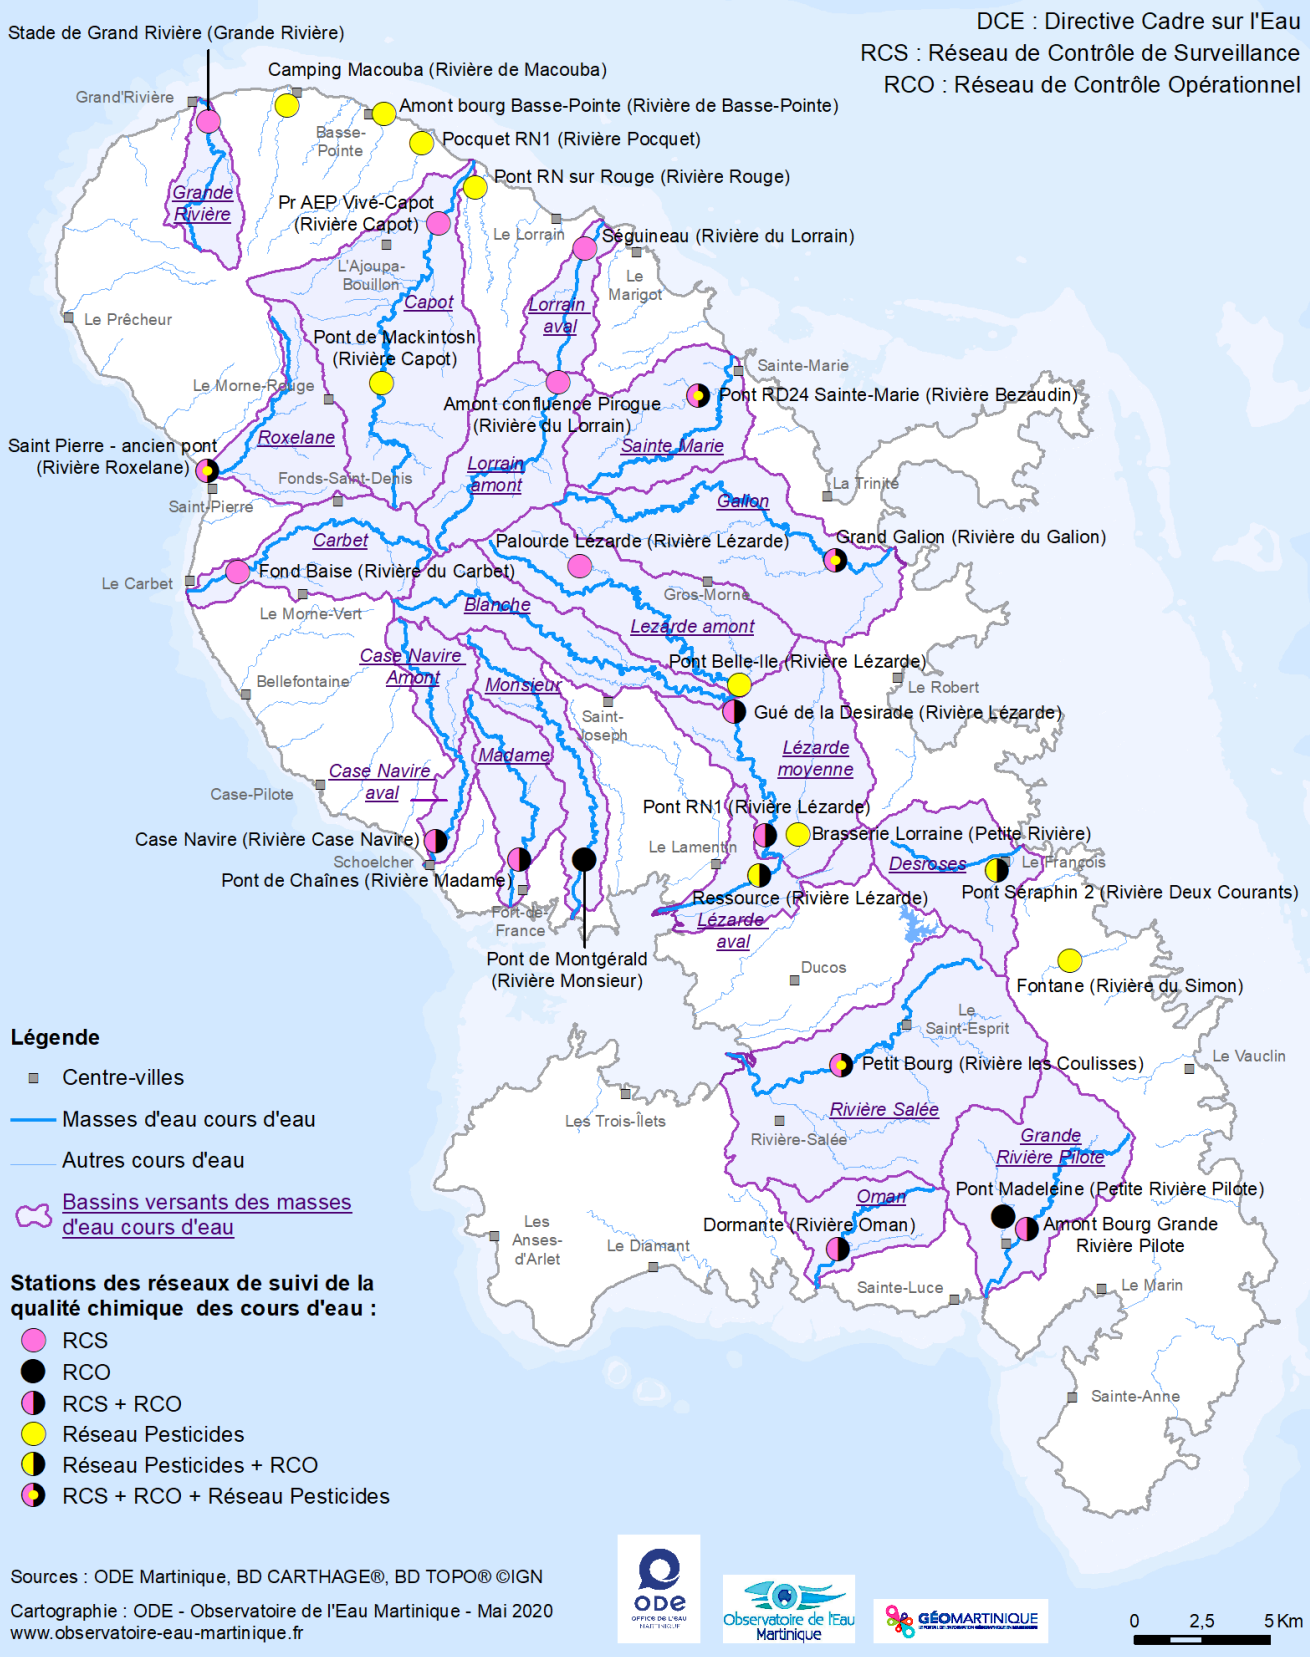 DCE : Directive Cadre sur l'Eau
RCS : Réseau de Contrôle de Surveillance
RCO : Réseau de Contrôle Opérationnel
Stade de Grand Rivière (Grande Rivière)
Camping Macouba (Rivière de Macouba)
Grand'Rivière
Amont bourg Basse-Pointe (Rivière de Basse-Pointe)
Basse-
Pointe
Pocquet RN1 (Rivière Pocquet)
Pont RN sur Rouge (Rivière Rouge)
Grande
Rivière
Pr AEP Vivé-Capot
(Rivière Capot)
Le Lorrain
Séguineau (Rivière du Lorrain)
L'Ajoupa-
Bouillon
Le
Marigot
Capot
Lorrain
aval
Le Prêcheur
Pont de Mackintosh
(Rivière Capot)
Sainte-Marie
Le Morne-Rouge
Pont RD24 Sainte-Marie (Rivière Bezaudin)
Amont confluence Pirogue
(Rivière du Lorrain)
Roxelane
Sainte Marie
Saint Pierre - ancien pont
(Rivière Roxelane)
Lorrain
amont
Fonds-Saint-Denis
La Trinité
Saint-Pierre
Galion
Carbet
Palourde Lézarde (Rivière Lézarde)
Grand Galion (Rivière du Galion)
Fond Baise (Rivière du Carbet)
Le Carbet
Gros-Morne
Le Morne-Vert
Blanche
Lezarde amont
Case Navire
Amont
Pont Belle-Ile (Rivière Lézarde)
Bellefontaine
Monsieur
Le Robert
Gué de la Desirade (Rivière Lézarde)
Saint-
Joseph
Madame
Lézarde
moyenne
Case Navire
aval
Case-Pilote
Pont RN1 (Rivière Lézarde)
Case Navire (Rivière Case Navire)
Brasserie Lorraine (Petite Rivière)
Le Lamentin
Schoelcher
Desroses
Le François
Pont de Chaînes (Rivière Madame)
Pont Séraphin 2 (Rivière Deux Courants)
Ressource (Rivière Lézarde)
Fort-de-
France
Lézarde
aval
Pont de Montgérald
(Rivière Monsieur)
Ducos
Fontane (Rivière du Simon)
Le
Saint-Esprit
Légende
Centre-villes
Masses d'eau cours d'eau
Autres cours d'eau
Bassins versants des masses
d'eau cours d'eau
Le Vauclin
Petit Bourg (Rivière les Coulisses)
Les Trois-Îlets
Rivière Salée
Rivière-Salée
Grande
Rivière Pilote
Oman
Pont Madeleine (Petite Rivière Pilote)
Dormante (Rivière Oman)
Amont Bourg Grande
Rivière Pilote
Les
Anses-
d'Arlet
Le Diamant
Sainte-Luce
Le Marin
Sainte-Anne
Stations des réseaux de suivi de la
qualité chimique des cours d'eau :
RCS
RCO
RCS + RCO
Réseau Pesticides
Réseau Pesticides + RCO
RCS + RCO + Réseau Pesticides
Sources : ODE Martinique, BD CARTHAGE®, BD TOPO® ©IGN
Cartographie : ODE - Observatoire de l'Eau Martinique - Mai 2020
www.observatoire-eau-martinique.fr
ODE
OFFICE DE L'EAU
MARTINIQUE
Observatoire de l'Eau
Martinique
GÉOMARTINIQUE
0 2,5 5 Km